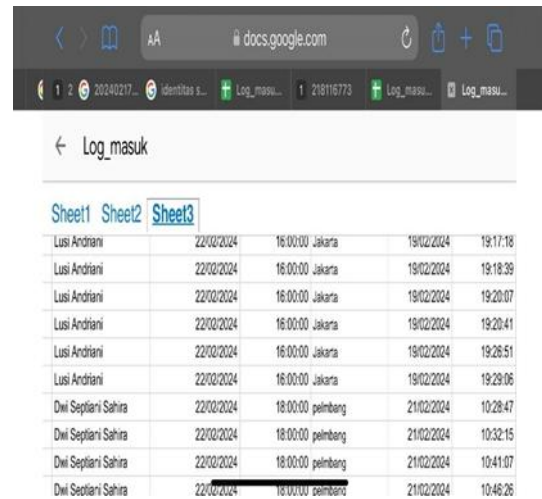 AA docs.google.com
1 2 20240217... identitas s... Log_masu... 1 218116773 Log_masu... Log_masu...
Log_masuk
Sheet1 Sheet2 Sheet3
Lusi Andriani 22/02/2024 16:00:00 Jakarta 19/02/2024 19:17:18
Lusi Andriani 22/02/2024 16:00:00 Jakarta 19/02/2024 19:18:39
Lusi Andriani 22/02/2024 16:00:00 Jakarta 19/02/2024 19:20:07
Lusi Andriani 22/02/2024 16:00:00 Jakarta 19/02/2024 19:20:41
Lusi Andriani 22/02/2024 16:00:00 Jakarta 19/02/2024 19:26:51
Lusi Andriani 22/02/2024 16:00:00 Jakarta 19/02/2024 19:29:06
Dwi Septiani Sahira 22/02/2024 18:00:00 pelmbang 21/02/2024 10:28:47
Dwi Septiani Sahira 22/02/2024 18:00:00 pelmbang 21/02/2024 10:32:15
Dwi Septiani Sahira 22/02/2024 18:00:00 pelmbang 21/02/2024 10:41:07
Dwi Septiani Sahira 22/02/2024 18:00:00 pelmbang 21/02/2024 10:46:26